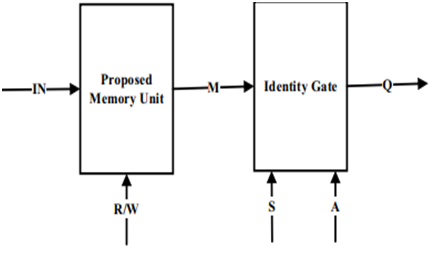 IN
Proposed
Memory Unit
M
Identity Gate
Q
R/W
S
A